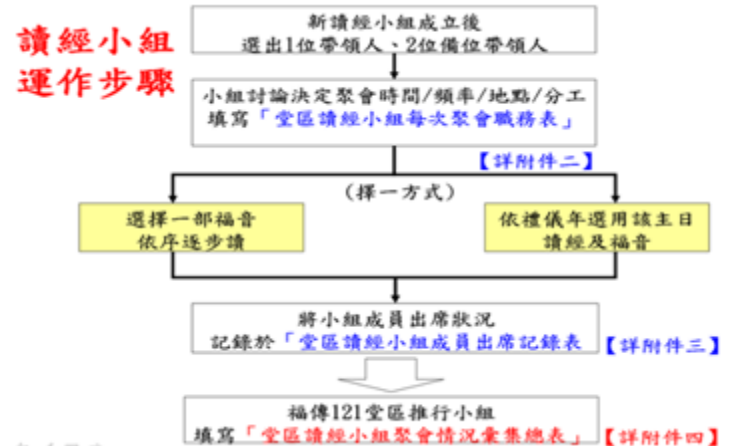 讀經小組
運作步驟
新讀經小組成立後
選出1位帶領人、2位備位帶領人
小組討論決定聚會時間/頻率/地點/分工
填寫「堂區讀經小組每次聚會職務表」
【詳附件二】
(擇一方式)
選擇一部福音
依序逐步讀
依禮儀年選用該主日
讀經及福音
將小組成員出席狀況
記錄於「堂區讀經小組成員出席記錄表
【詳附件三】
福傳121堂區推行小組
填寫「堂區讀經小組聚會情況彙集總表」
【詳附件四】